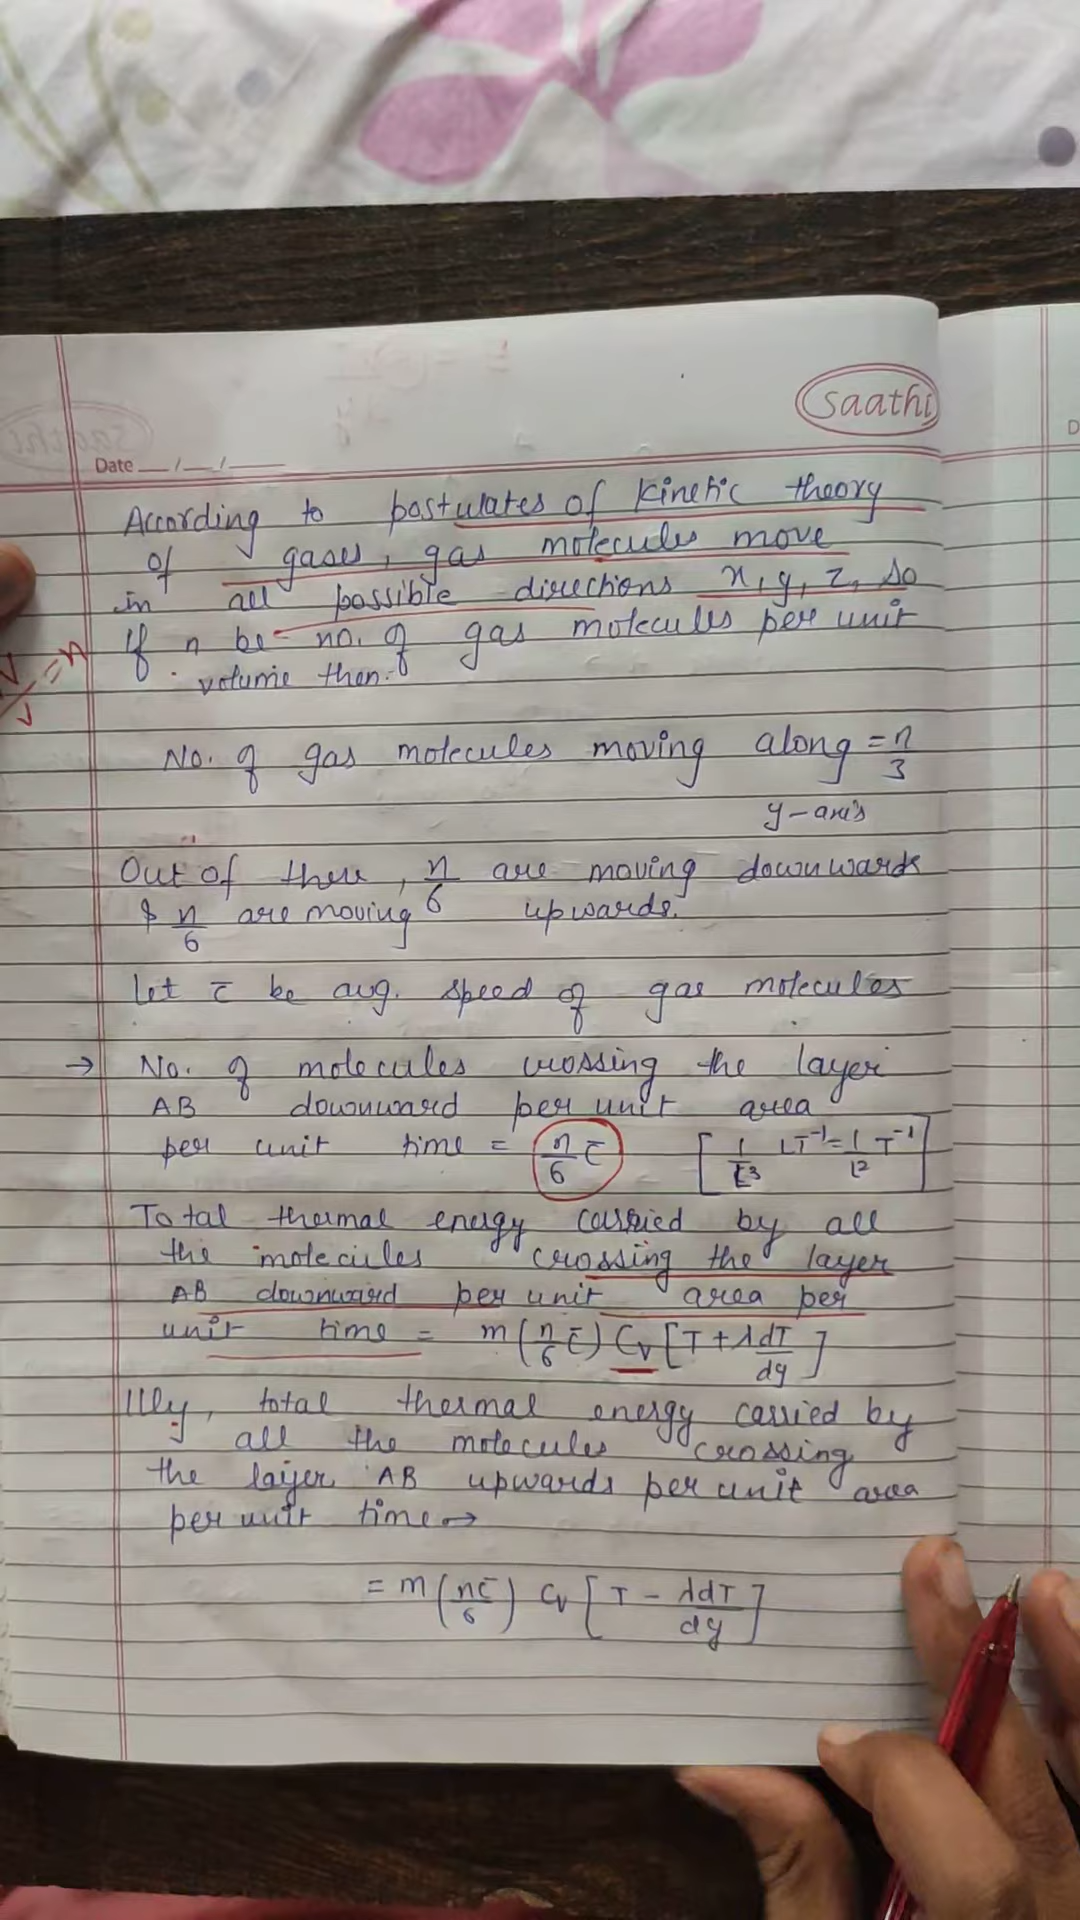 saathi
Date __/__/____
According to postulates of kinetic theory
of gases, gas molecules move
in all possible directions x, y, z, so
If n be no. of gas molecules per unit
volume then.
N/V = n
No. of gas molecules moving along = n/3
y-axis
Out of there, n/6 are moving downwards
& n/6 are moving upwards.
Let c̄ be avg. speed of gas molecules
→ No. of molecules crossing the layer
AB downward per unit area
per unit time = n/6 c̄ [1/L³ LT⁻¹ = 1/L² T⁻¹]
Total thermal energy carried by all
the molecules crossing the layer
AB downward per unit area per
unit time = m(n/6 c̄) Cv [T + λ dT/dy]
Illy, total thermal energy carried by
all the molecules crossing
the layer AB upwards per unit area
per unit time →
= m(nc̄/6) Cv [T - λdT/dy]